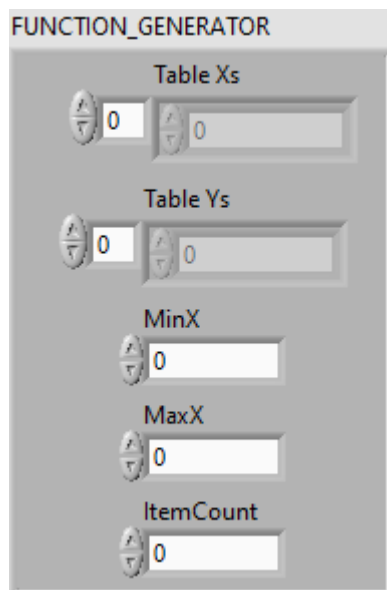 FUNCTION_GENERATOR
Table Xs
0 0
Table Ys
0 0
MinX
0
MaxX
0
ItemCount
0